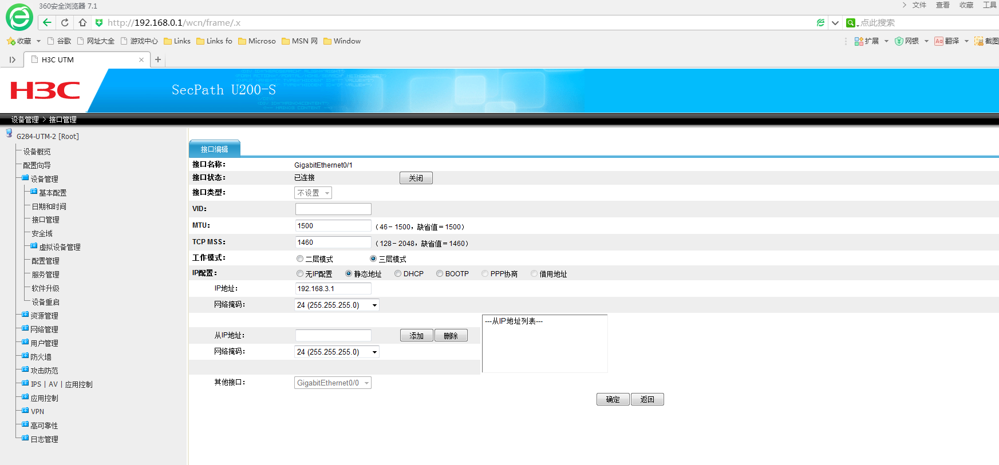 360安全浏览器 7.1
文件 查看 收藏 工具
http://192.168.0.1/wcn/frame/.x
点此搜索
收藏 谷歌 网址大全 游戏中心 Links Links fo Microso MSN 网 Window
扩展 网银 翻译 截图
H3C UTM
H3C
SecPath U200-S
设备管理 > 接口管理
G284-UTM-2 [Root]
设备概览
配置向导
设备管理
基本配置
日期和时间
接口管理
安全域
虚拟设备管理
配置管理
服务管理
软件升级
设备重启
资源管理
网络管理
用户管理
防火墙
攻击防范
IPS | AV | 应用控制
应用控制
VPN
高可靠性
日志管理
接口编辑
接口名称： GigabitEthernet0/1
接口状态： 已连接 关闭
接口类型： 不设置
VID：
MTU： 1500 （46－1500，缺省值＝1500）
TCP MSS： 1460 （128－2048，缺省值＝1460）
工作模式： 二层模式 三层模式
IP配置： 无IP配置 静态地址 DHCP BOOTP PPP协商 借用地址
IP地址： 192.168.3.1
网络掩码： 24 (255.255.255.0)
---从IP地址列表---
从IP地址： 添加 删除
网络掩码： 24 (255.255.255.0)
其他接口： GigabitEthernet0/0
确定 返回